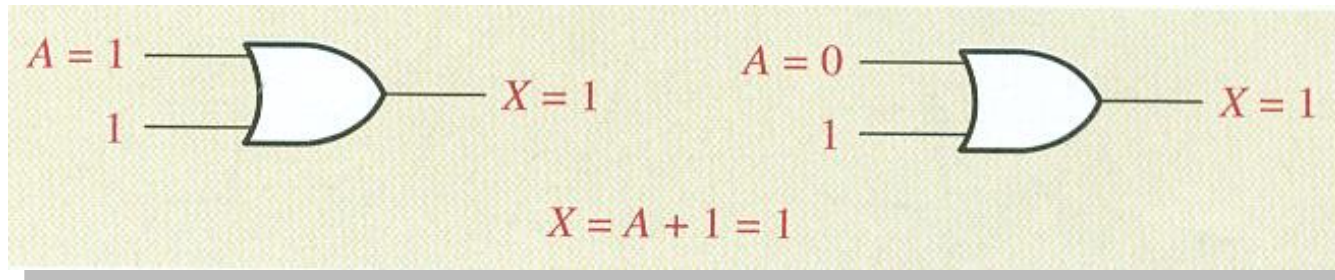 A = 1
1
X = 1
A = 0
1
X = 1
X = A + 1 = 1